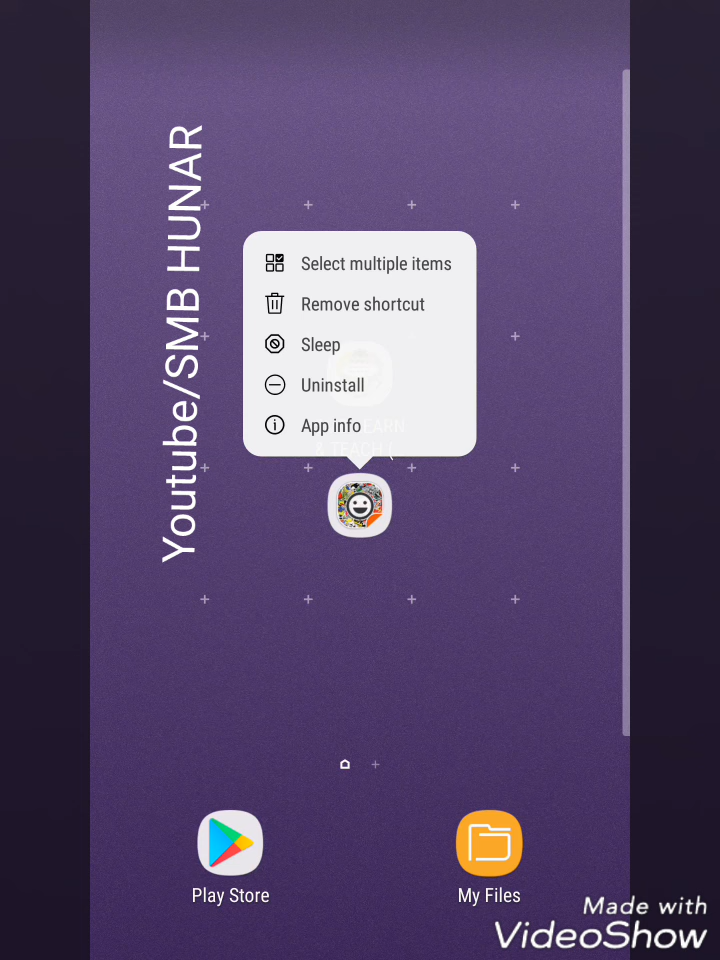 Youtube/SMB HUNAR
Select multiple items
Remove shortcut
Sleep
Uninstall
App info
Play Store
My Files
Made with
VideoShow